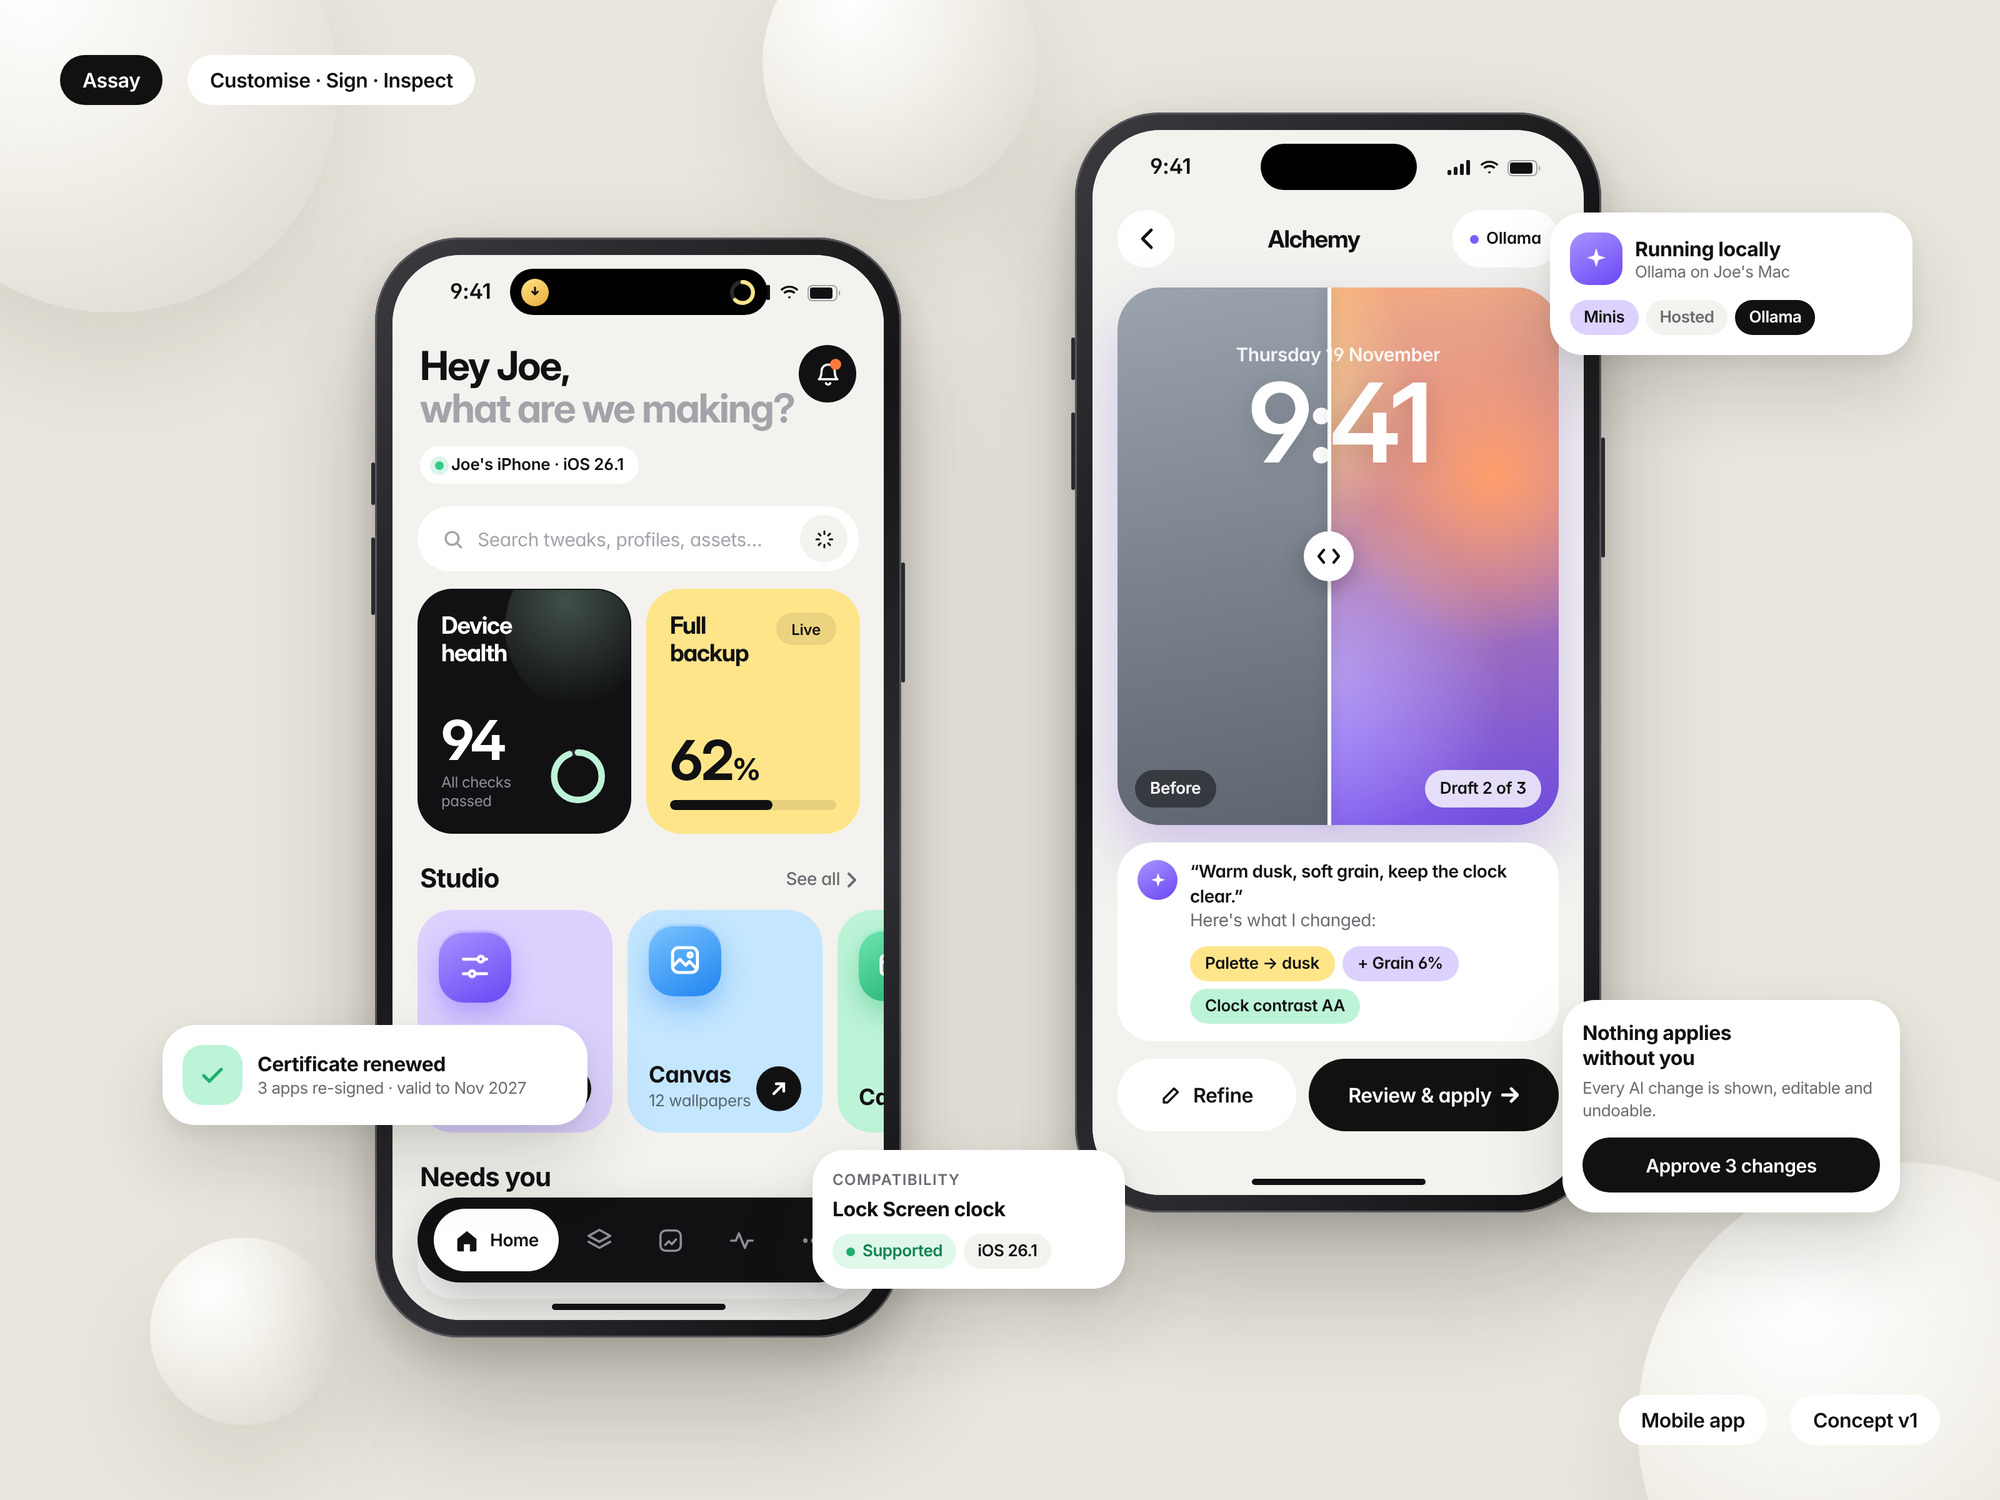 Assay
Customise · Sign · Inspect
9:41
Hey Joe,
what are we making?
Joe's iPhone · iOS 26.1
Search tweaks, profiles, assets...
Device
health
94
All checks
passed
Full
backup
Live
62%
Studio
See all
Canvas
12 wallpapers
Certificate renewed
3 apps re-signed · valid to Nov 2027
Needs you
Home
COMPATIBILITY
Lock Screen clock
Supported
iOS 26.1
9:41
Alchemy
Ollama
Thursday 19 November
9:41
Before
Draft 2 of 3
“Warm dusk, soft grain, keep the clock
clear.”
Here's what I changed:
Palette → dusk
+ Grain 6%
Clock contrast AA
Refine
Review & apply →
Running locally
Ollama on Joe's Mac
Minis
Hosted
Ollama
Nothing applies
without you
Every AI change is shown, editable and
undoable.
Approve 3 changes
Mobile app
Concept v1